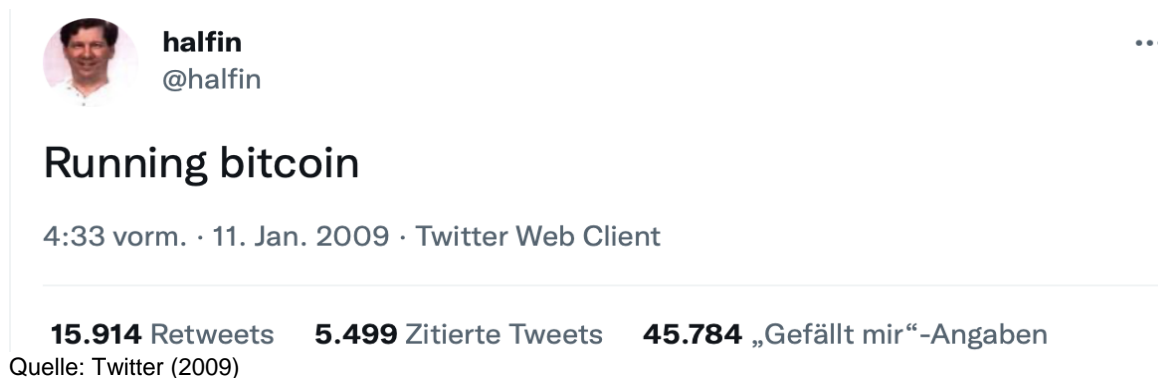 halfin
@halfin
Running bitcoin
4:33 vorm. · 11. Jan. 2009 · Twitter Web Client
15.914 Retweets 5.499 Zitierte Tweets 45.784 „Gefällt mir“-Angaben
Quelle: Twitter (2009)